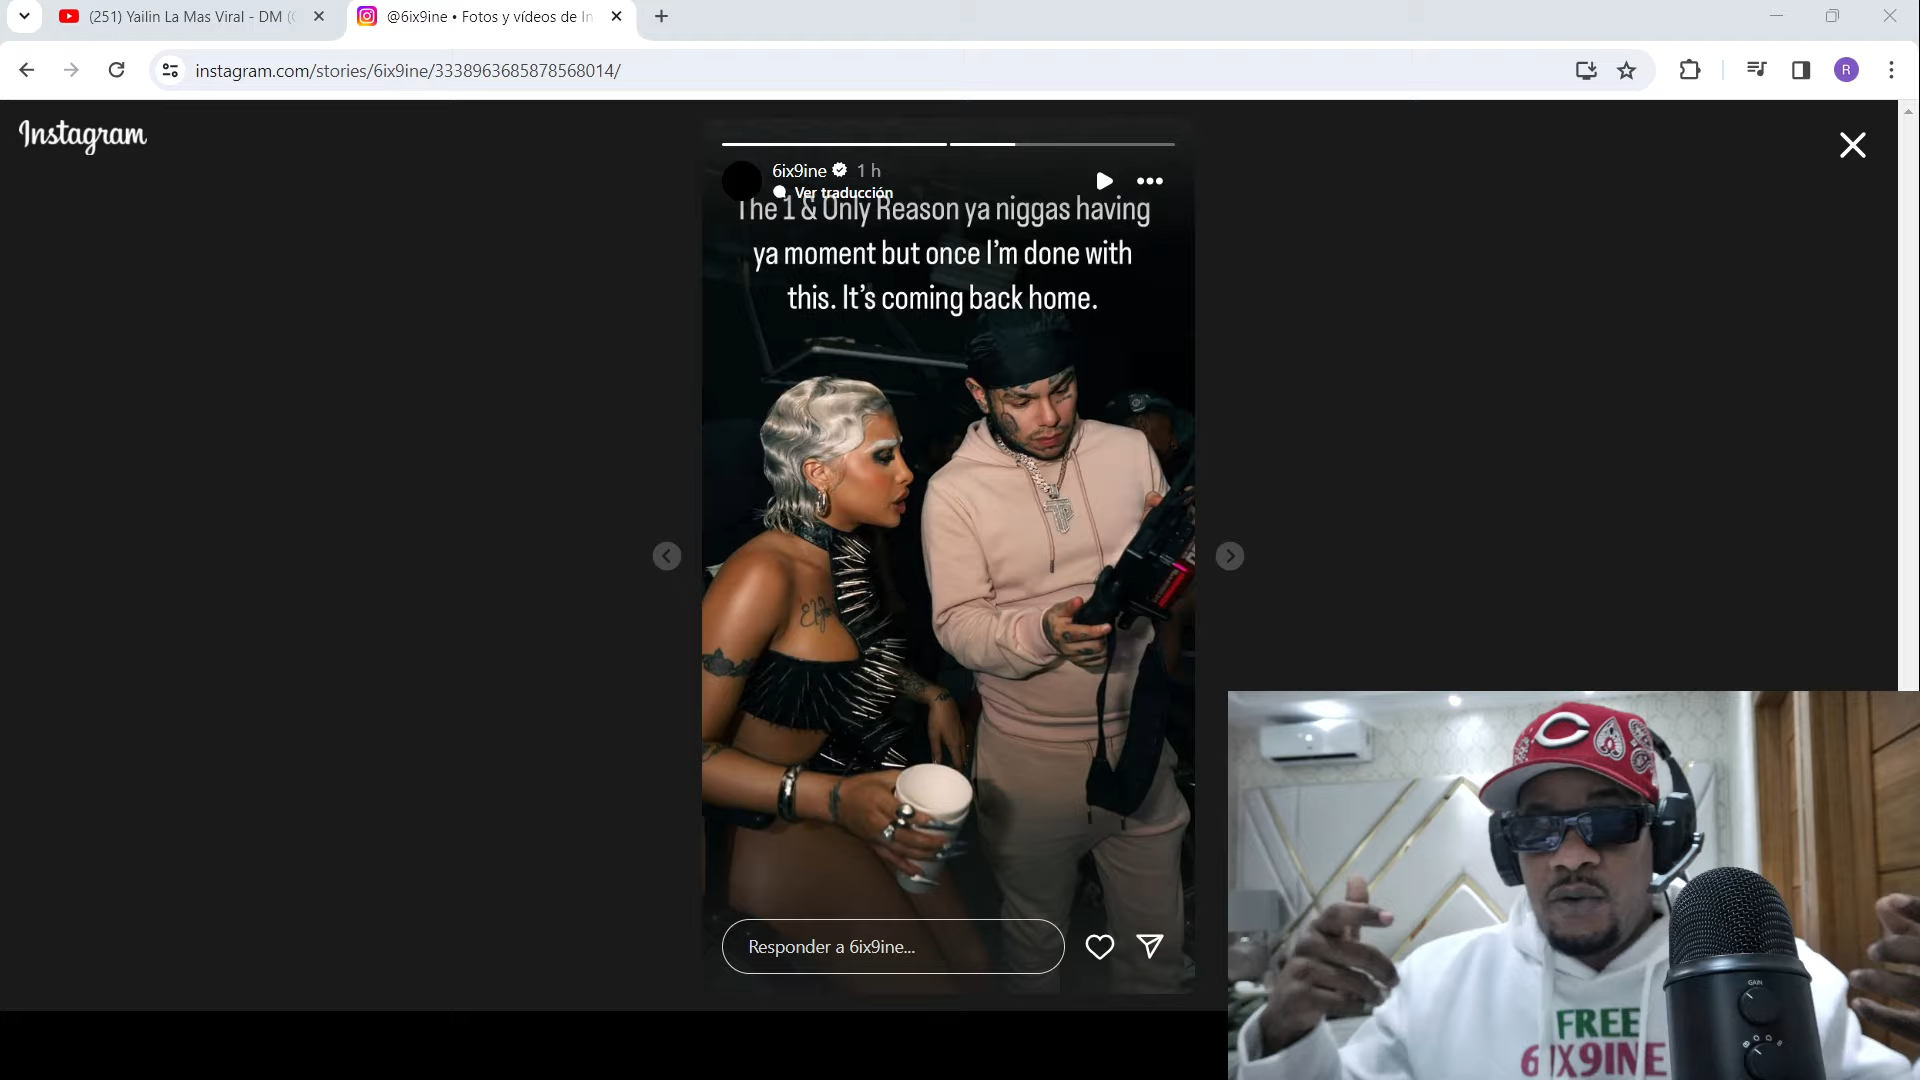 (251) Yailin La Mas Viral - DM (
@6ix9ine • Fotos y vídeos de In
instagram.com/stories/6ix9ine/3338963685878568014/
R
Instagram
6ix9ine 1 h
Ver traducción
The 1 & Only Reason ya niggas having
ya moment but once I'm done with
this. It's coming back home.
Responder a 6ix9ine...
C
GAIN
FREE
6IX9INE